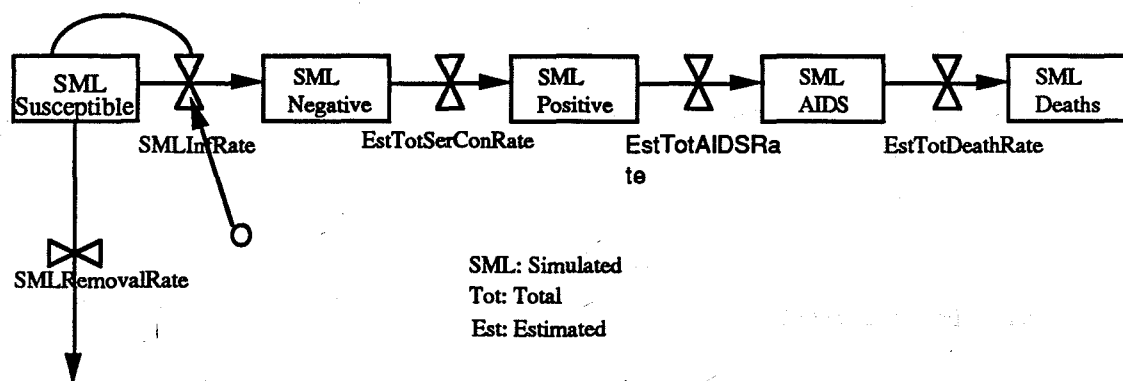 SML
Susceptible
SML
Negative
SML
Positive
SML
AIDS
SML
Deaths
SMLInfRate
EstTotSerConRate
EstTotAIDSRa
te
EstTotDeathRate
SMLRemovalRate
SML: Simulated
Tot: Total
Est: Estimated